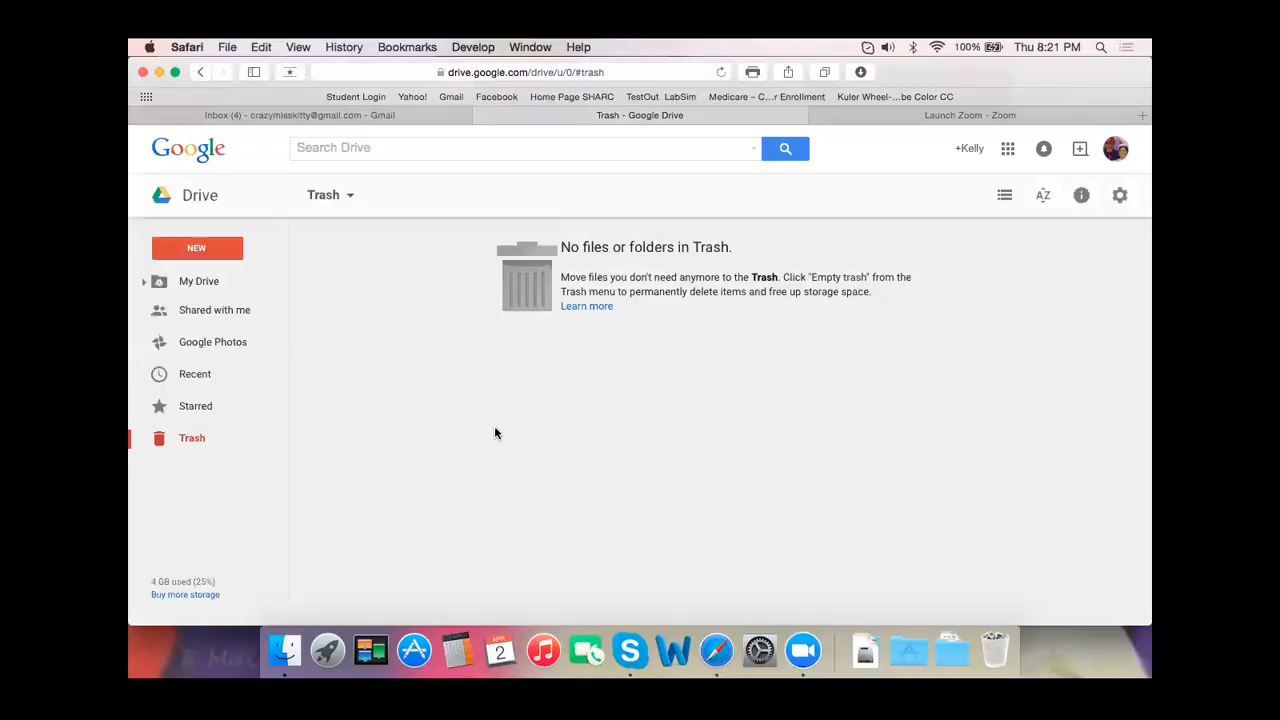 Safari File Edit View History Bookmarks Develop Window Help 100% Thu 8:21 PM
drive.google.com/drive/u/0/#trash
Student Login Yahoo! Gmail Facebook Home Page SHARC TestOut LabSim Medicare – C...r Enrollment Kuler Wheel-...be Color CC
Inbox (4) - crazymisskitty@gmail.com - Gmail Trash - Google Drive Launch Zoom - Zoom
Google Search Drive +Kelly
Drive Trash AZ
NEW
My Drive
Shared with me
Google Photos
Recent
Starred
Trash
No files or folders in Trash.
Move files you don't need anymore to the Trash. Click "Empty trash" from the
Trash menu to permanently delete items and free up storage space.
Learn more
4 GB used (25%)
Buy more storage
APR
2